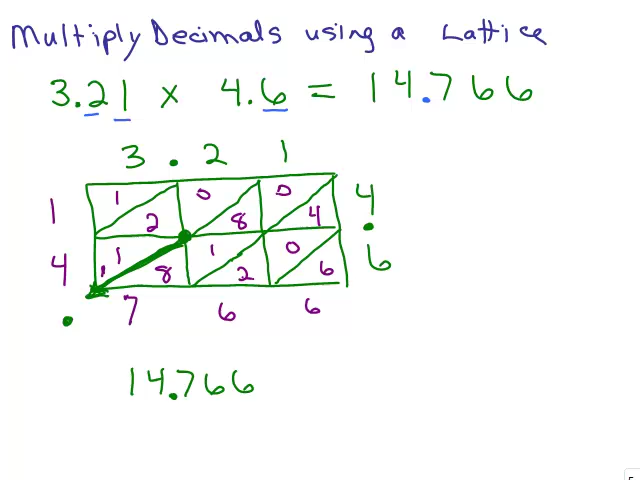 Multiply Decimals using a Lattice
3.21 x 4.6 = 14.766
3 . 2 1
1 1 0 0 4
2 8 4 .
4 1 1 0 6
8 2 6
. 7 6 6
14.766